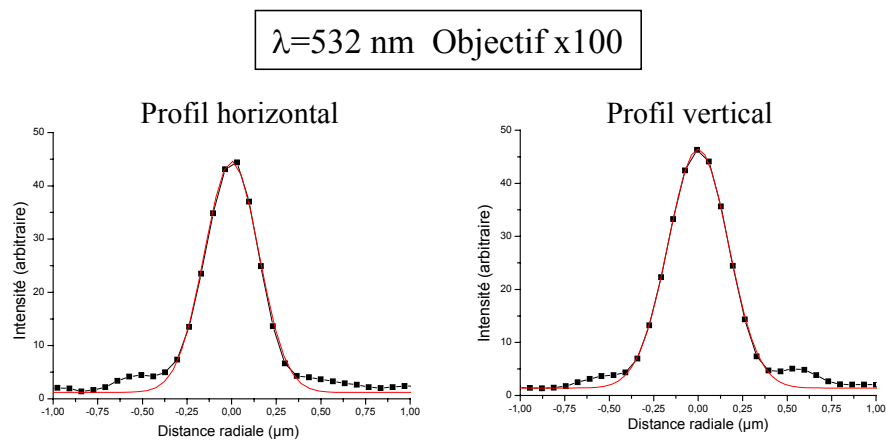 λ=532 nm Objectif x100
Profil horizontal
50
40
30
20
10
0
Intensité (arbitraire)
-1,00 -0,75 -0,50 -0,25 0,00 0,25 0,50 0,75 1,00
Distance radiale (µm)
Profil vertical
50
40
30
20
10
0
Intensité (arbitraire)
-1,00 -0,75 -0,50 -0,25 0,00 0,25 0,50 0,75 1,00
Distance radiale (µm)